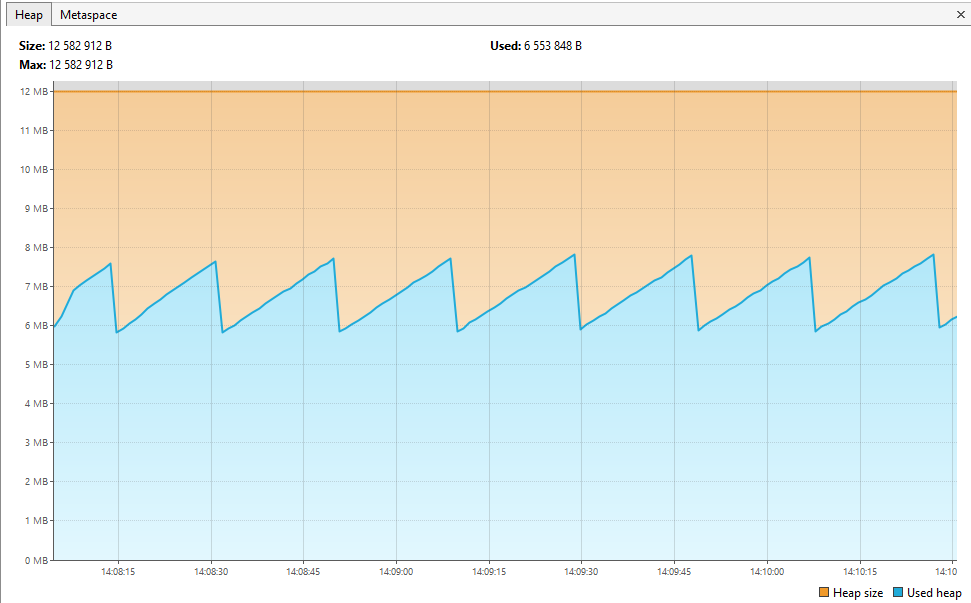 Heap Metaspace ×
Size: 12 582 912 B Used: 6 553 848 B
Max: 12 582 912 B
12 MB
11 MB
10 MB
9 MB
8 MB
7 MB
6 MB
5 MB
4 MB
3 MB
2 MB
1 MB
0 MB
14:08:15 14:08:30 14:08:45 14:09:00 14:09:15 14:09:30 14:09:45 14:10:00 14:10:15 14:10
Heap size Used heap